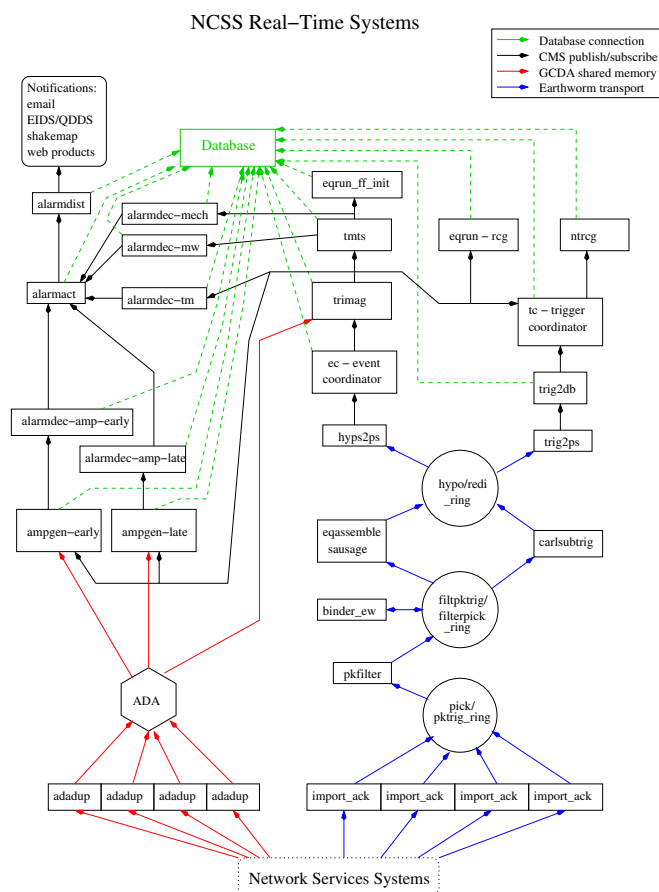 NCSS Real-Time Systems
Database connection
CMS publish/subscribe
GCDA shared memory
Earthworm transport
Notifications:
email
EIDS/QDDS
shakemap
web products
Database
alarmdist
alarmdec-mech
eqrun_ff_init
alarmdec-mw
tmts
eqrun - rcg
ntrcg
alarmact
alarmdec-tm
trimag
tc - trigger
coordinator
ec - event
coordinator
trig2db
alarmdec-amp-early
hyps2ps
trig2ps
alarmdec-amp-late
hypo/redi
_ring
ampgen-early
ampgen-late
eqassemble
sausage
carlsubtrig
binder_ew
filtpktrig/
filterpick
_ring
pkfilter
ADA
pick/
pktrig_ring
adadup
adadup
adadup
adadup
import_ack
import_ack
import_ack
import_ack
Network Services Systems